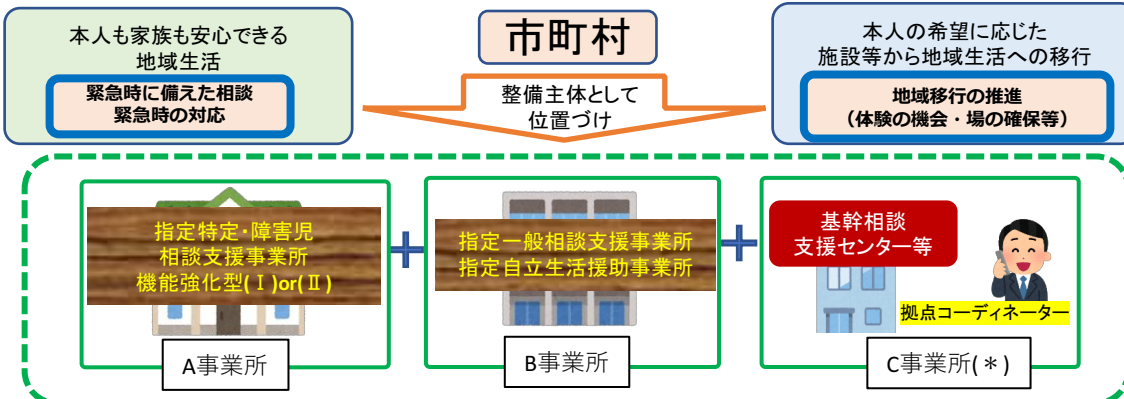 本人も家族も安心できる
地域生活
緊急時に備えた相談
緊急時の対応
市町村
整備主体として
位置づけ
本人の希望に応じた
施設等から地域生活への移行
地域移行の推進
（体験の機会・場の確保等）
指定特定・障害児
相談支援事業所
機能強化型(Ⅰ)or(Ⅱ)
A事業所
+
指定一般相談支援事業所
指定自立生活援助事業所
B事業所
+
基幹相談
支援センター等
拠点コーディネーター
C事業所(＊)